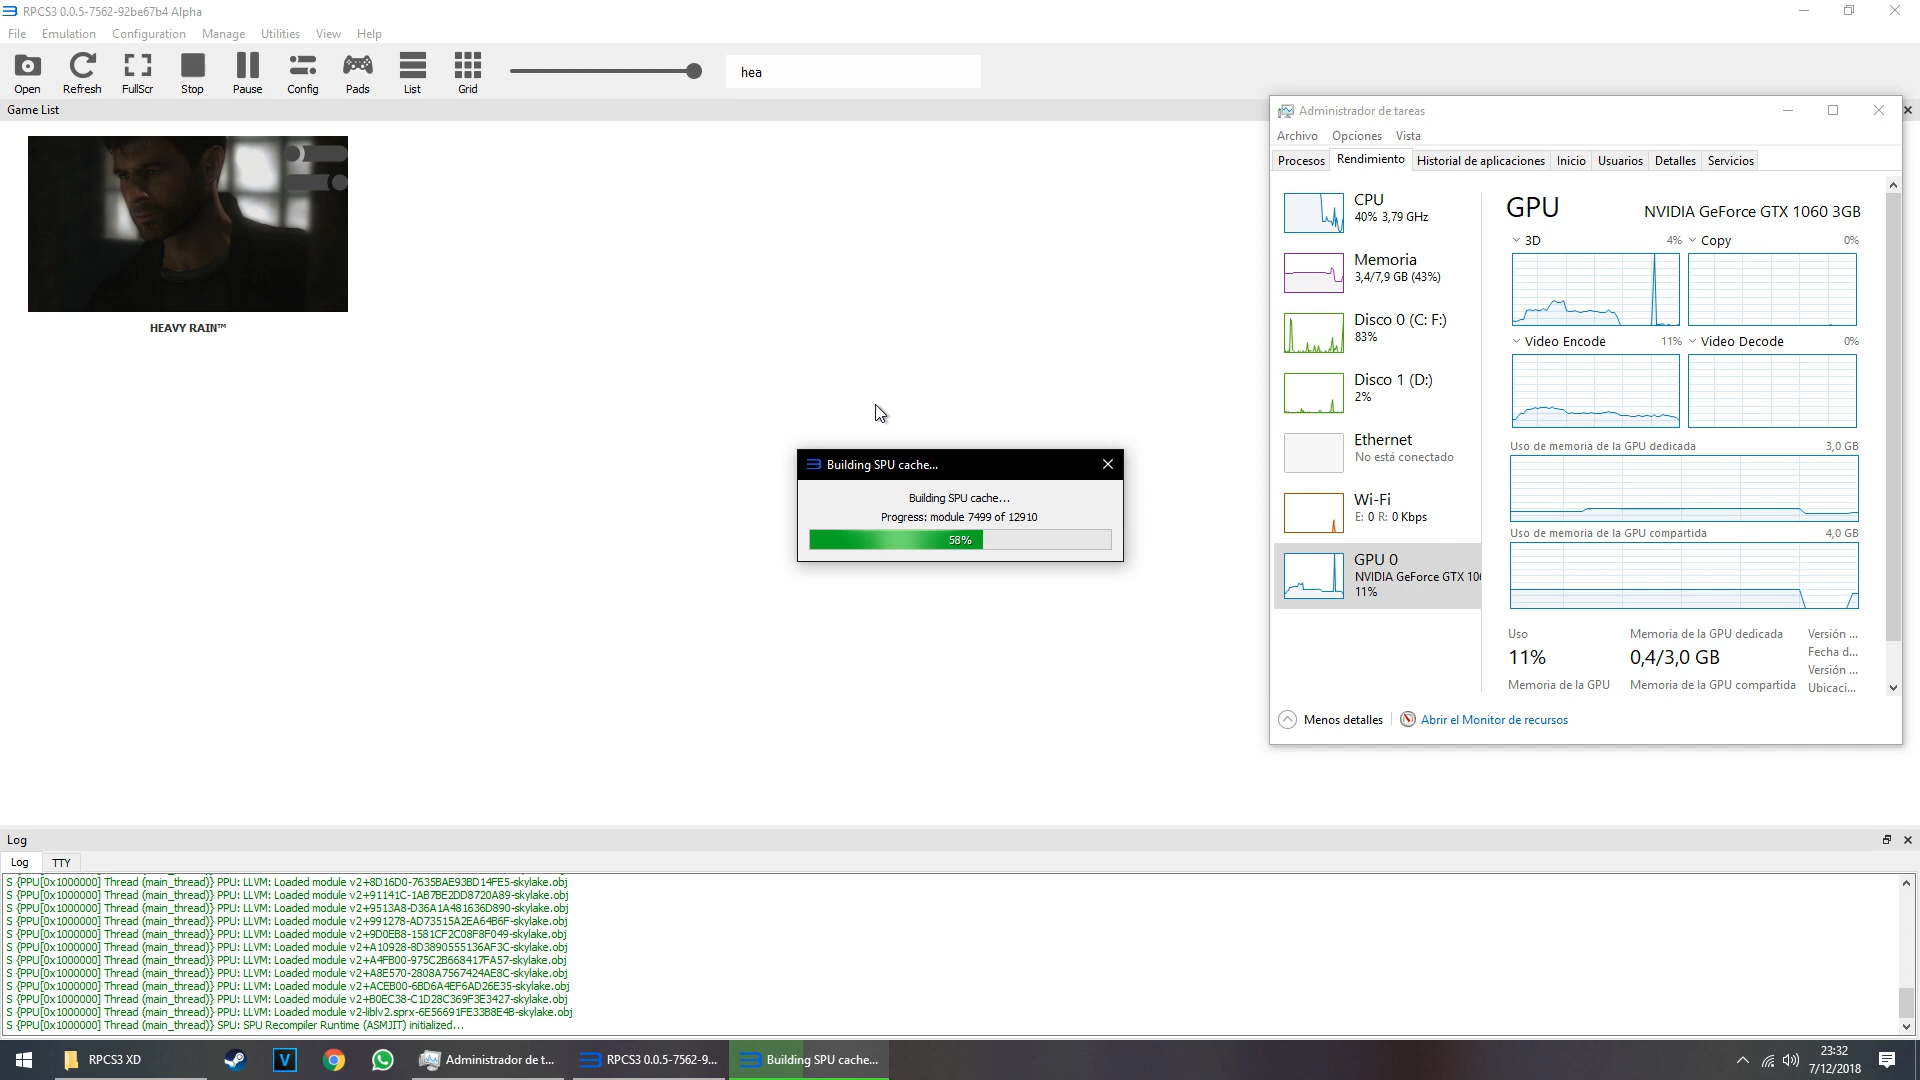 RPCS3 0.0.5-7562-92be67b4 Alpha
File Emulation Configuration Manage Utilities View Help
Open Refresh FullScr Stop Pause Config Pads List Grid
hea
Game List
HEAVY RAIN™
Administrador de tareas
Archivo Opciones Vista
Procesos Rendimiento Historial de aplicaciones Inicio Usuarios Detalles Servicios
CPU
40% 3,79 GHz
Memoria
3,4/7,9 GB (43%)
Disco 0 (C: F:)
83%
Disco 1 (D:)
2%
Ethernet
No está conectado
Wi-Fi
E: 0 R: 0 Kbps
GPU 0
NVIDIA GeForce GTX 10
11%
GPU
NVIDIA GeForce GTX 1060 3GB
3D 4% Copy 0%
Video Encode 11% Video Decode 0%
Uso de memoria de la GPU dedicada 3,0 GB
Uso de memoria de la GPU compartida 4,0 GB
Uso
11%
Memoria de la GPU
Memoria de la GPU dedicada
0,4/3,0 GB
Memoria de la GPU compartida
Versión ...
Fecha d...
Versión ...
Ubicaci...
Menos detalles Abrir el Monitor de recursos
Building SPU cache...
Building SPU cache...
Progress: module 7499 of 12910
58%
Log
Log TTY
S {PPU[0x1000000] Thread (main_thread)} PPU: LLVM: Loaded module v2+8D16D0-7635BAE93BD14FE5-skylake.obj
S {PPU[0x1000000] Thread (main_thread)} PPU: LLVM: Loaded module v2+91141C-1AB7BE2DD8720A89-skylake.obj
S {PPU[0x1000000] Thread (main_thread)} PPU: LLVM: Loaded module v2+9513A8-D36A1A481636D890-skylake.obj
S {PPU[0x1000000] Thread (main_thread)} PPU: LLVM: Loaded module v2+991278-AD73515A2EA64B6F-skylake.obj
S {PPU[0x1000000] Thread (main_thread)} PPU: LLVM: Loaded module v2+9D0EB8-1581CF2C08F8F049-skylake.obj
S {PPU[0x1000000] Thread (main_thread)} PPU: LLVM: Loaded module v2+A10928-8D3890555136AF3C-skylake.obj
S {PPU[0x1000000] Thread (main_thread)} PPU: LLVM: Loaded module v2+A4FB00-975C2B668417FA57-skylake.obj
S {PPU[0x1000000] Thread (main_thread)} PPU: LLVM: Loaded module v2+A8E570-2808A7567424AE8C-skylake.obj
S {PPU[0x1000000] Thread (main_thread)} PPU: LLVM: Loaded module v2+ACEB00-6BD6A4EF6AD26E35-skylake.obj
S {PPU[0x1000000] Thread (main_thread)} PPU: LLVM: Loaded module v2+B0EC38-C1D28C369F3E3427-skylake.obj
S {PPU[0x1000000] Thread (main_thread)} PPU: LLVM: Loaded module v2-liblv2.sprx-6E56691FE33B8E4B-skylake.obj
S {PPU[0x1000000] Thread (main_thread)} SPU: SPU Recompiler Runtime (ASMJIT) initialized...
RPCS3 XD
Administrador de t...
RPCS3 0.0.5-7562-9...
Building SPU cache...
23:32
7/12/2018